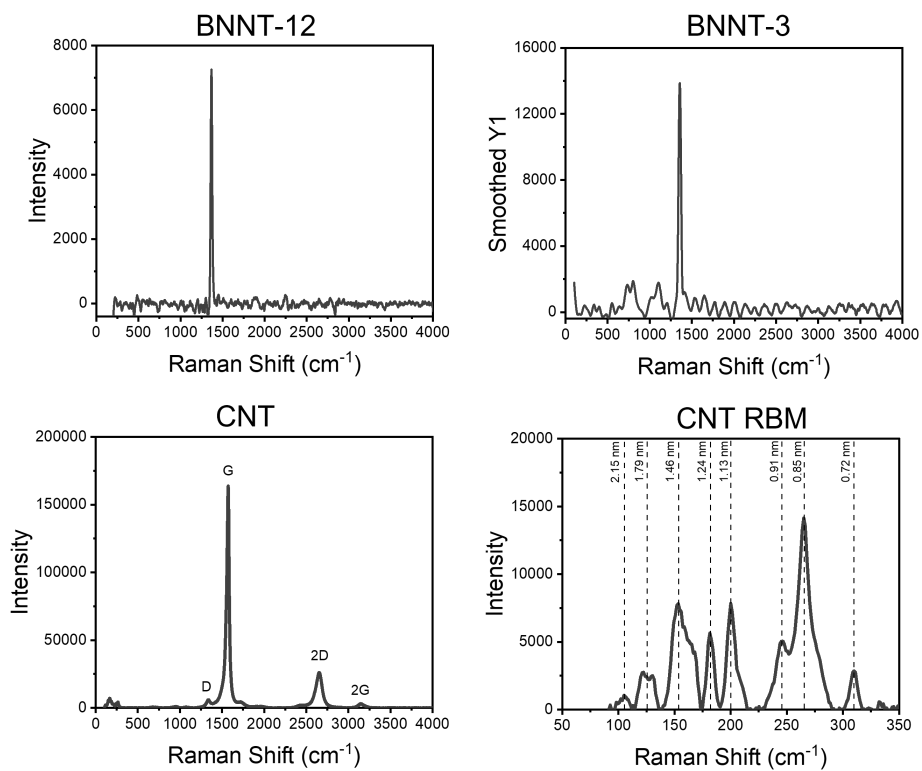 BNNT-12
8000
6000
4000
2000
0
Intensity
0 500 1000 1500 2000 2500 3000 3500 4000
Raman Shift (cm⁻¹)
BNNT-3
16000
12000
8000
4000
0
Smoothed Y1
0 500 1000 1500 2000 2500 3000 3500 4000
Raman Shift (cm⁻¹)
CNT
200000
150000
100000
50000
0
Intensity
G
D
2D
2G
0 500 1000 1500 2000 2500 3000 3500 4000
Raman Shift (cm⁻¹)
CNT RBM
20000
15000
10000
5000
0
Intensity
2.15 nm
1.79 nm
1.46 nm
1.24 nm
1.13 nm
0.91 nm
0.85 nm
0.72 nm
50 100 150 200 250 300 350
Raman Shift (cm⁻¹)